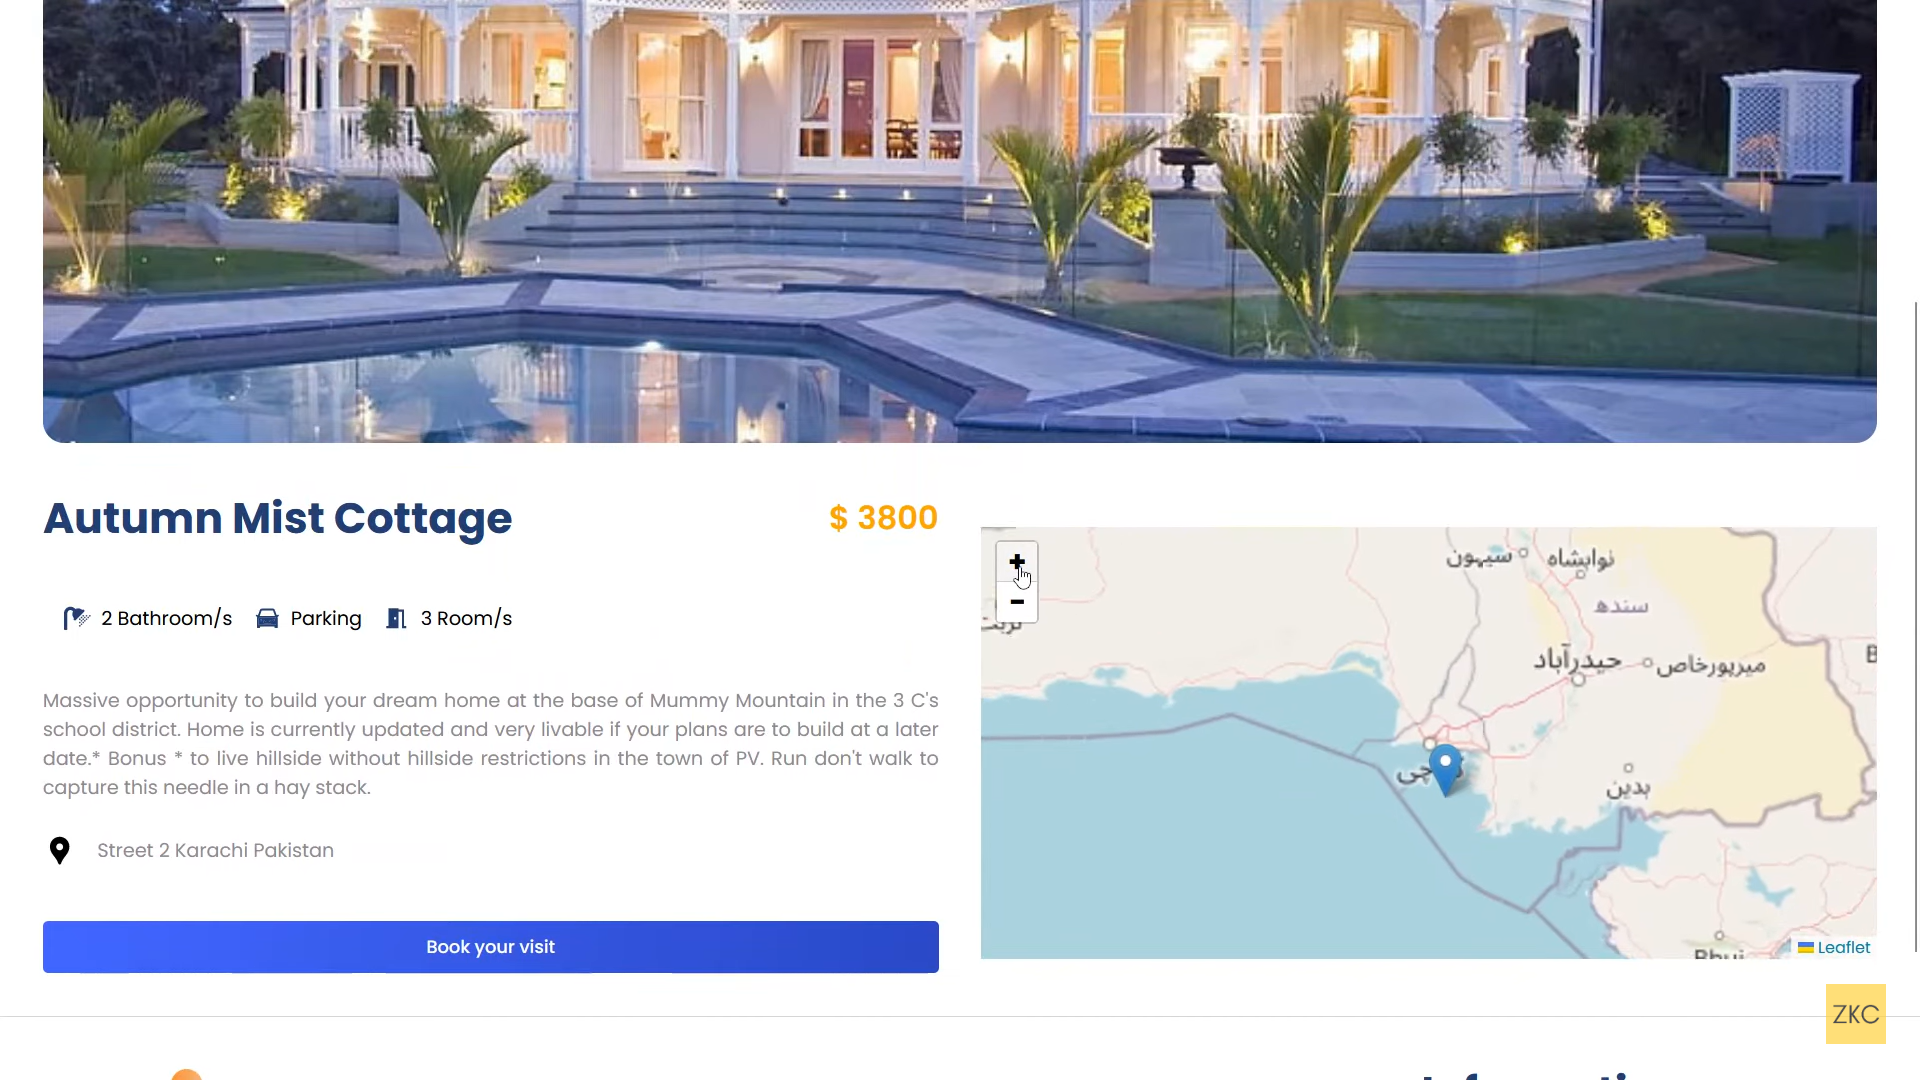 Autumn Mist Cottage
$ 3800
2 Bathroom/s
Parking
3 Room/s
Massive opportunity to build your dream home at the base of Mummy Mountain in the 3 C's
school district. Home is currently updated and very livable if your plans are to build at a later
date.* Bonus * to live hillside without hillside restrictions in the town of PV. Run don't walk to
capture this needle in a hay stack.
Street 2 Karachi Pakistan
Book your visit
+
−
سیہون
نوابشاہ
سندھ
حیدرآباد
میرپورخاص
بدین
Bhuj
Leaflet
ZKC